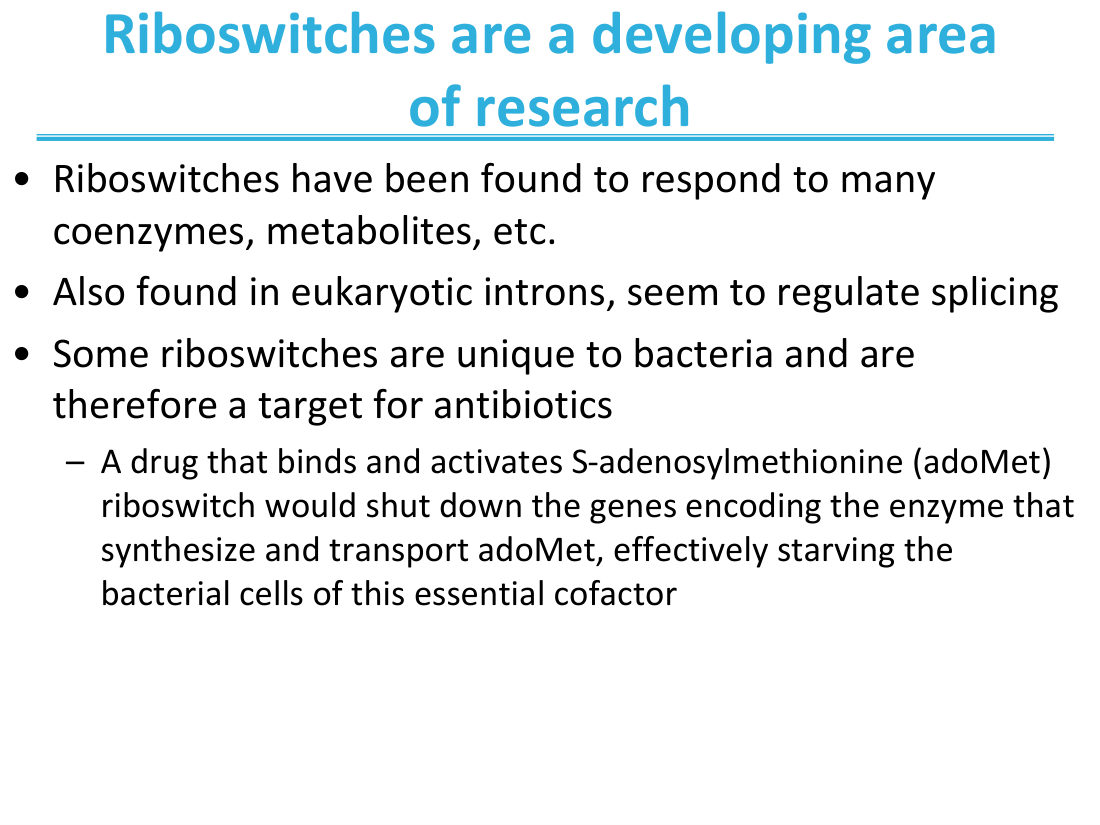 Riboswitches are a developing area
of research
• Riboswitches have been found to respond to many
coenzymes, metabolites, etc.
• Also found in eukaryotic introns, seem to regulate splicing
• Some riboswitches are unique to bacteria and are
therefore a target for antibiotics
– A drug that binds and activates S-adenosylmethionine (adoMet)
riboswitch would shut down the genes encoding the enzyme that
synthesize and transport adoMet, effectively starving the
bacterial cells of this essential cofactor